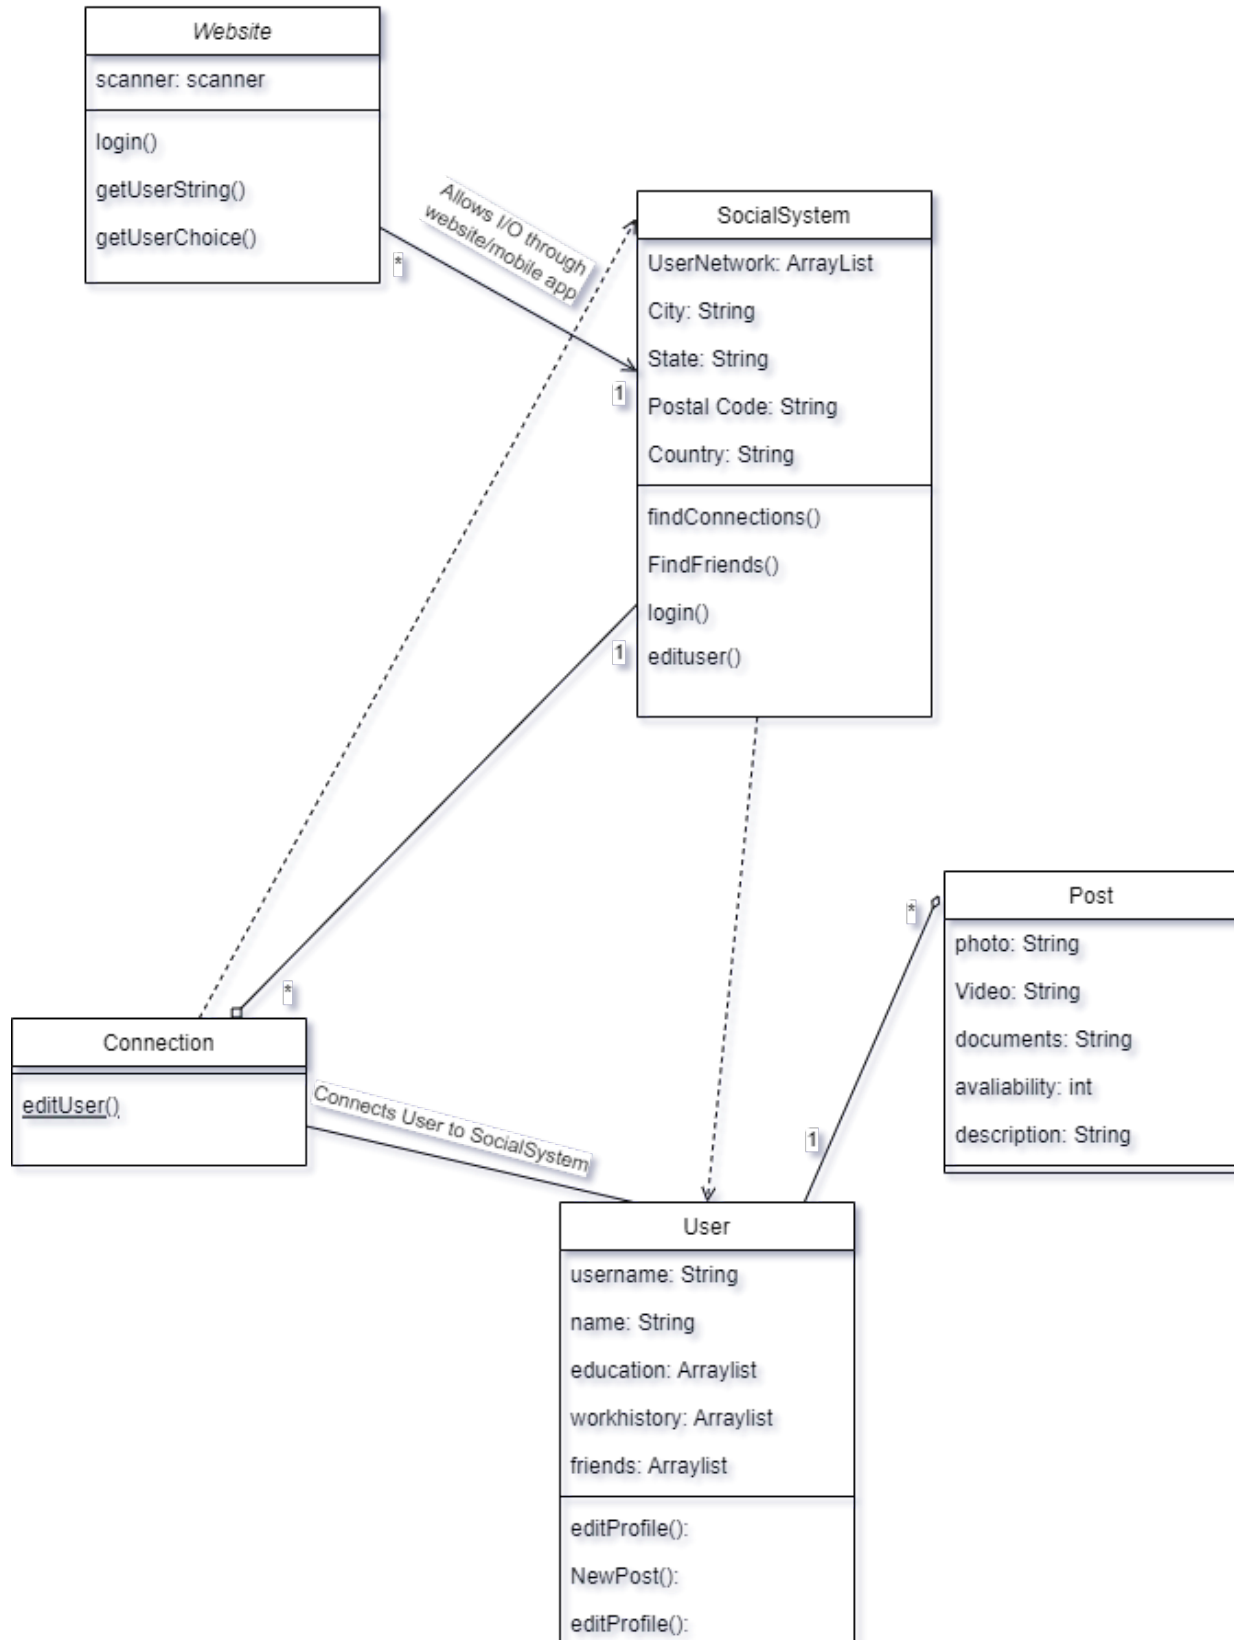 Website
scanner: scanner
login()
getUserString()
getUserChoice()
Allows I/O through
website/mobile app
*
1
SocialSystem
UserNetwork: ArrayList
City: String
State: String
Postal Code: String
Country: String
findConnections()
FindFriends()
login()
edituser()
1
*
Connection
editUser()
Connects User to SocialSystem
*
1
Post
photo: String
Video: String
documents: String
avaliability: int
description: String
User
username: String
name: String
education: Arraylist
workhistory: Arraylist
friends: Arraylist
editProfile():
NewPost():
editProfile():